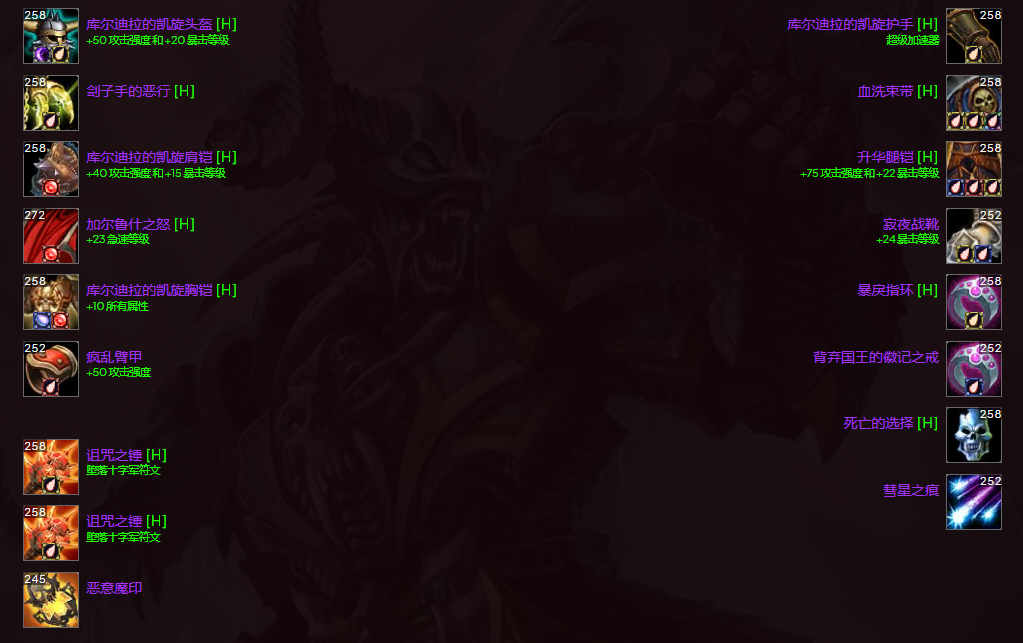 258
库尔迪拉的凯旋头盔 [H]
+50 攻击强度 和 +20 暴击等级
258
刽子手的恶行 [H]
258
库尔迪拉的凯旋肩铠 [H]
+40 攻击强度 和 +15 暴击等级
272
加尔鲁什之怒 [H]
+23 急速等级
258
库尔迪拉的凯旋胸铠 [H]
+10 所有属性
252
疯乱臂甲
+50 攻击强度
258
诅咒之锤 [H]
堕落十字军符文
258
诅咒之锤 [H]
堕落十字军符文
245
恶意魔印
库尔迪拉的凯旋护手 [H]
258
超级加速器
血洗束带 [H]
258
升华腿铠 [H]
258
+75 攻击强度 和 +22 暴击等级
寂夜战靴
252
+24 暴击等级
暴戾指环 [H]
258
背弃国王的徽记之戒
252
死亡的选择 [H]
258
彗星之痕
252